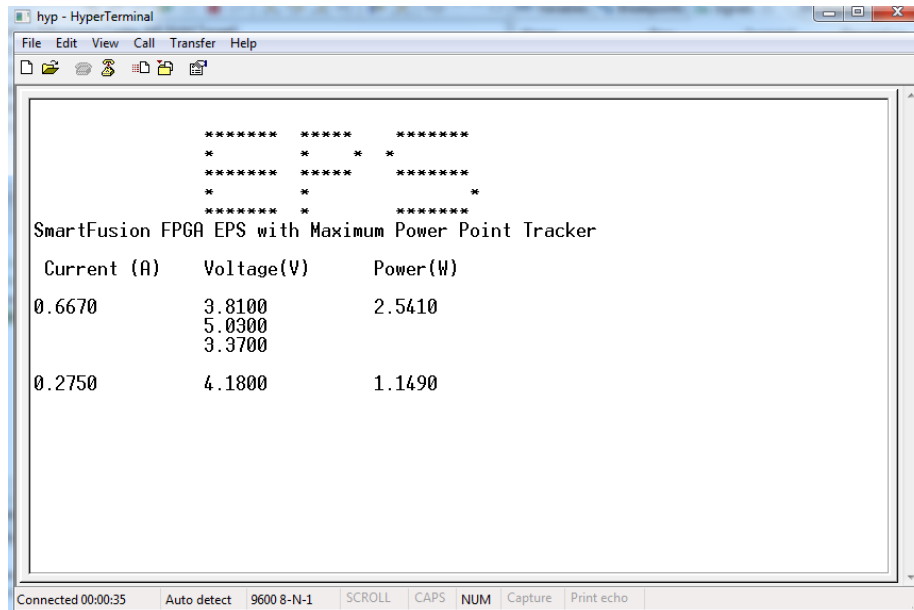 hyp - HyperTerminal
File Edit View Call Transfer Help
******* ***** *******
* * * *
******* ***** *******
* * *
******* * *******
SmartFusion FPGA EPS with Maximum Power Point Tracker
Current (A) Voltage(V) Power(W)
0.6670 3.8100 2.5410
5.0300
3.3700
0.2750 4.1800 1.1490
Connected 00:00:35 Auto detect 9600 8-N-1 SCROLL CAPS NUM Capture Print echo